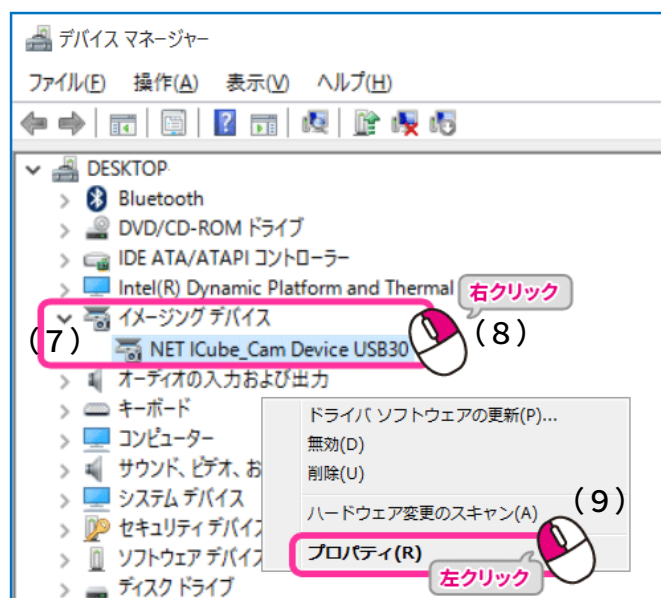 デバイス マネージャー
ファイル(F) 操作(A) 表示(V) ヘルプ(H)
DESKTOP
Bluetooth
DVD/CD-ROM ドライブ
IDE ATA/ATAPI コントローラー
Intel(R) Dynamic Platform and Thermal
右クリック
(7)
イメージング デバイス
(8)
NET ICube_Cam Device USB30
オーディオの入力および出力
キーボード
コンピューター
サウンド、ビデオ、お
システム デバイス
セキュリティ デバイス
ソフトウェア デバイス
ディスク ドライブ
ドライバ ソフトウェアの更新(P)...
無効(D)
削除(U)
ハードウェア変更のスキャン(A)
(9)
プロパティ(R)
左クリック